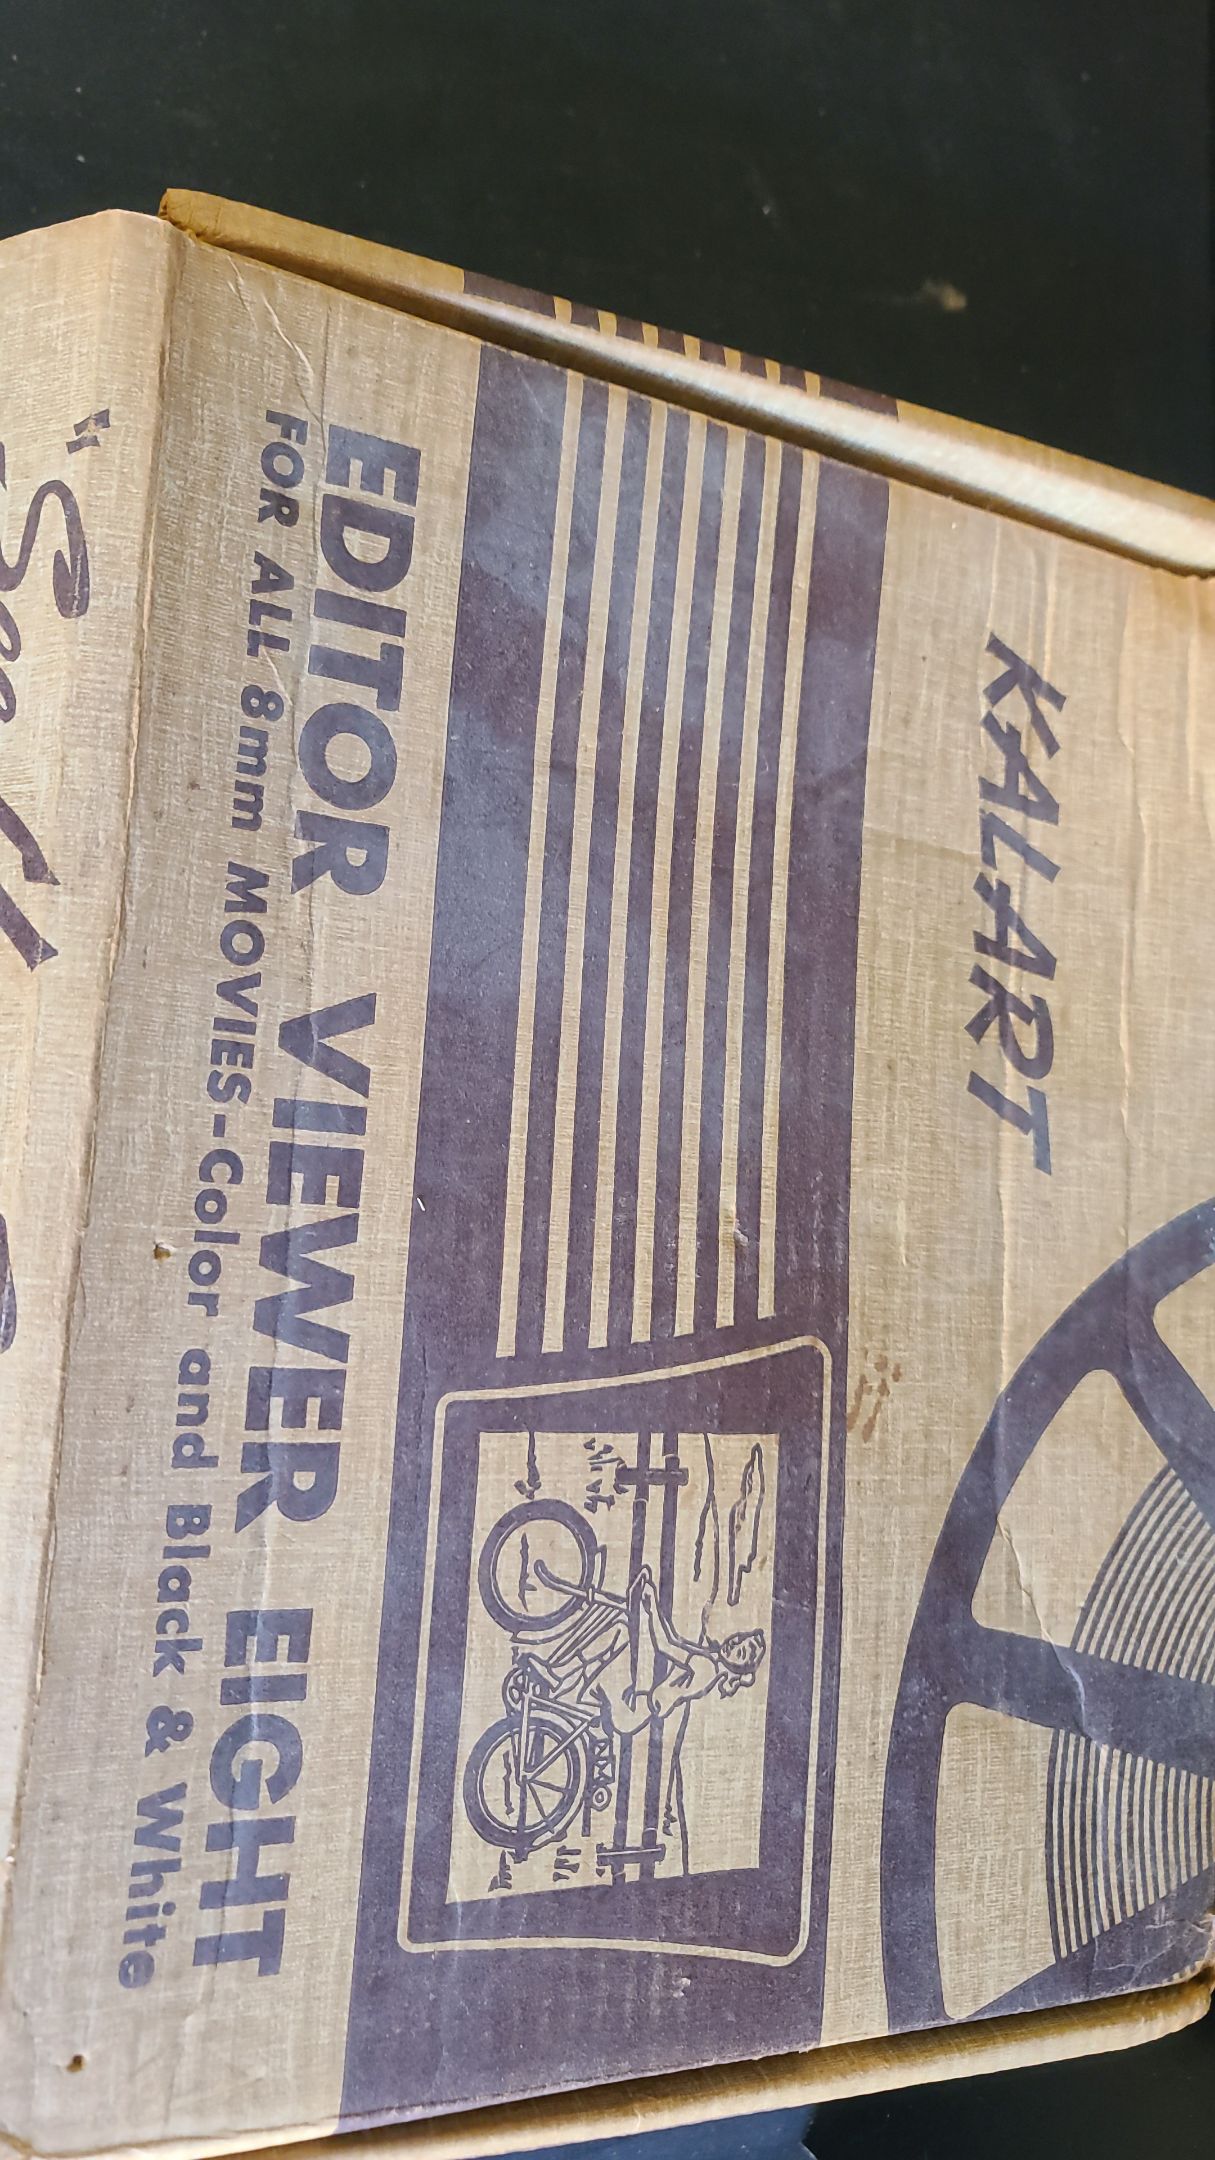 KALART
EDITOR VIEWER EIGHT
FOR ALL 8mm MOVIES-Color and Black & White